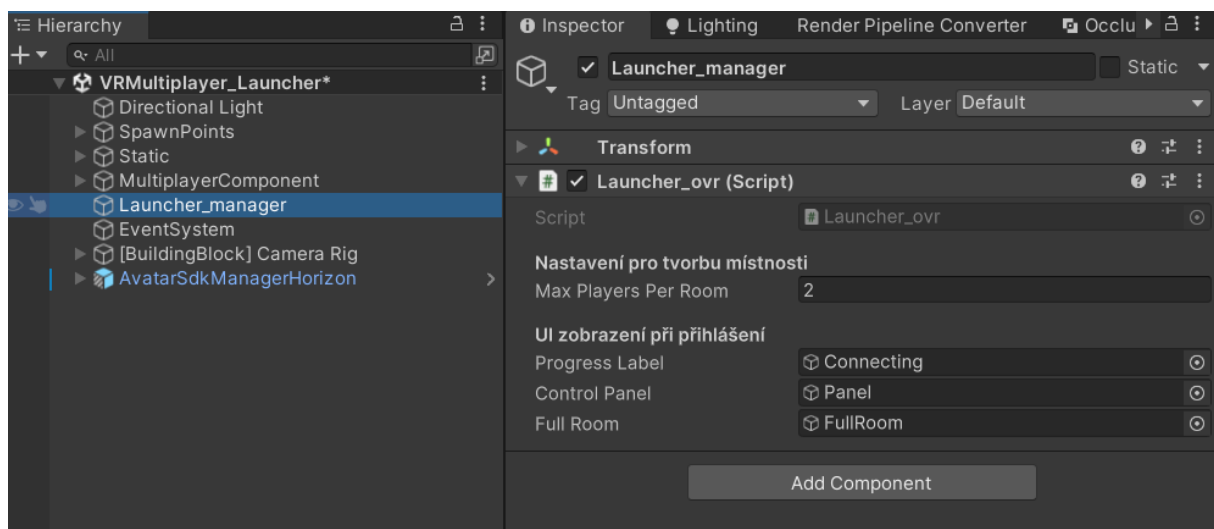 Hierarchy
All
VRMultiplayer_Launcher*
Directional Light
SpawnPoints
Static
MultiplayerComponent
Launcher_manager
EventSystem
[BuildingBlock] Camera Rig
AvatarSdkManagerHorizon
Inspector Lighting Render Pipeline Converter Occlu
Launcher_manager Static
Tag Untagged Layer Default
Transform
# Launcher_ovr (Script)
Script # Launcher_ovr
Nastavení pro tvorbu místnosti
Max Players Per Room 2
UI zobrazení při přihlášení
Progress Label Connecting
Control Panel Panel
Full Room FullRoom
Add Component